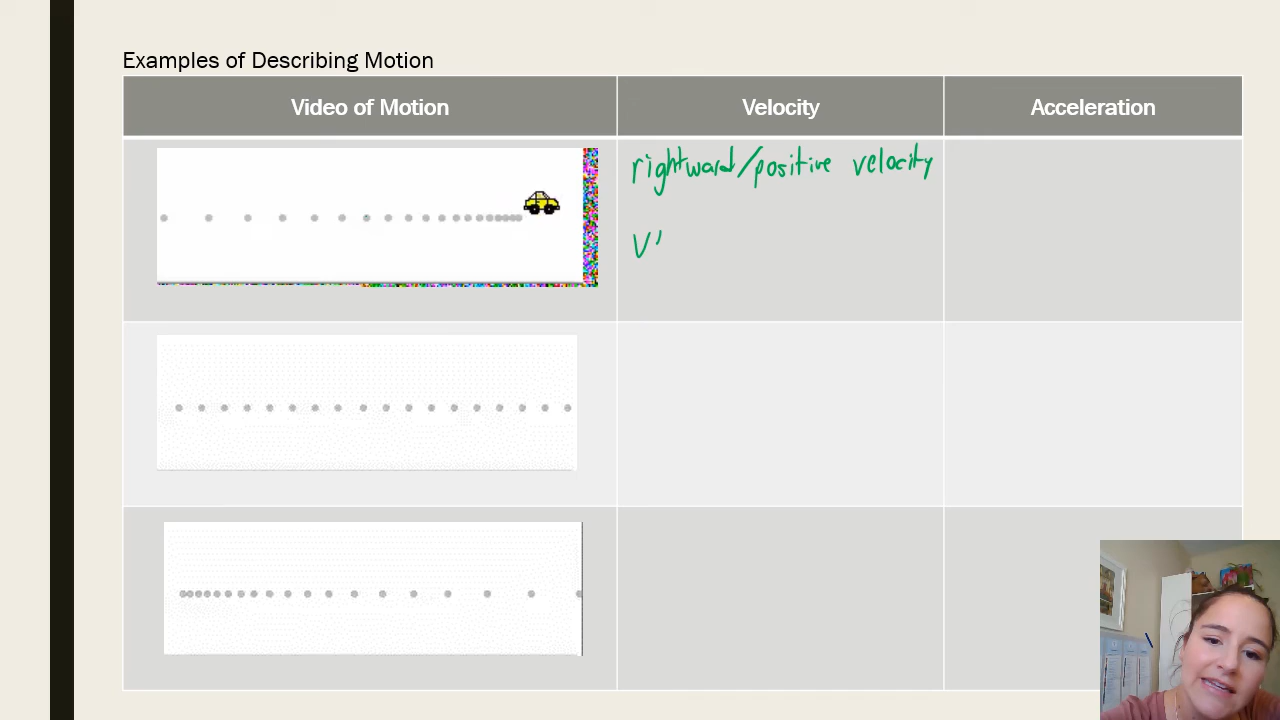 Examples of Describing Motion
Video of Motion Velocity Acceleration
rightward/positive velocity
V'